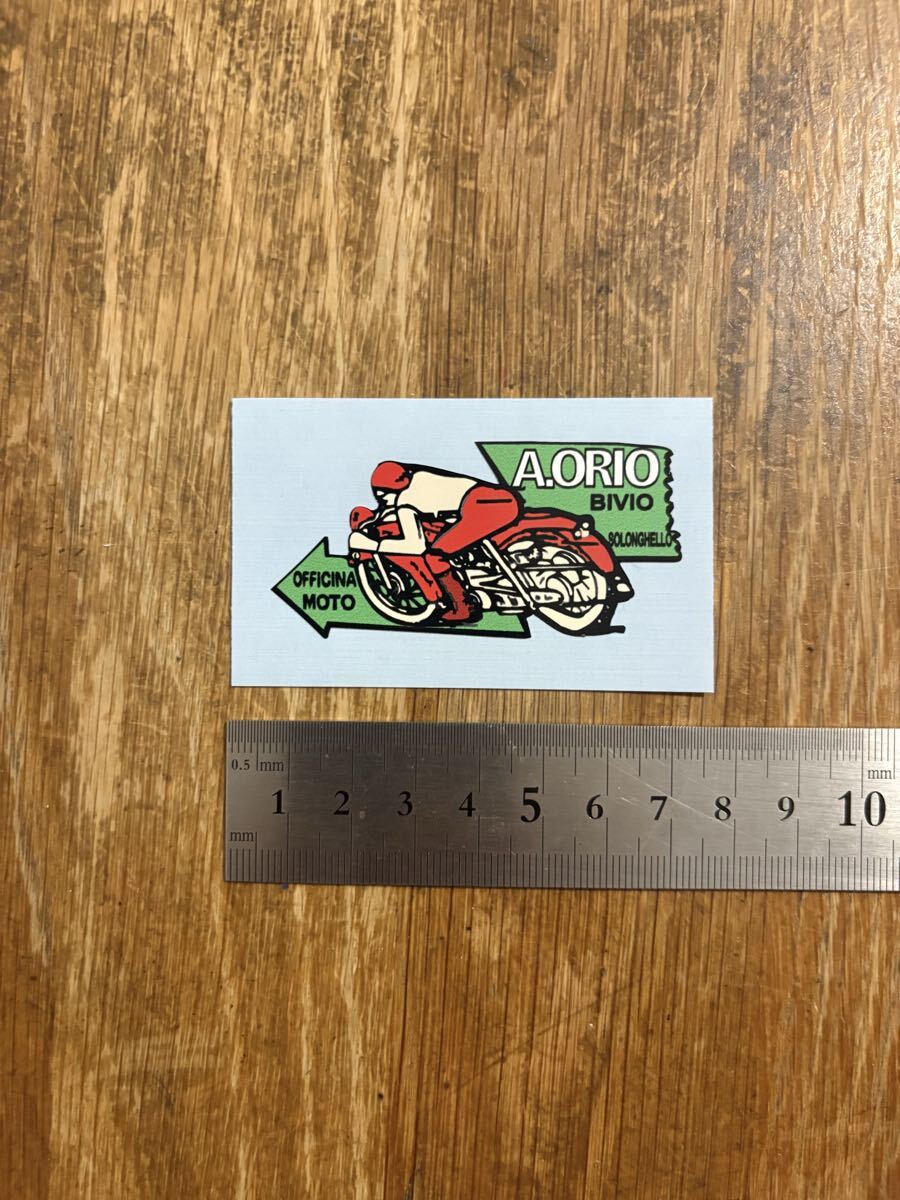 A.ORIO
BIVIO
SOLONGHELLO
OFFICINA
MOTO
0.5 mm
mm
1 2 3 4 5 6 7 8 9 10
mm